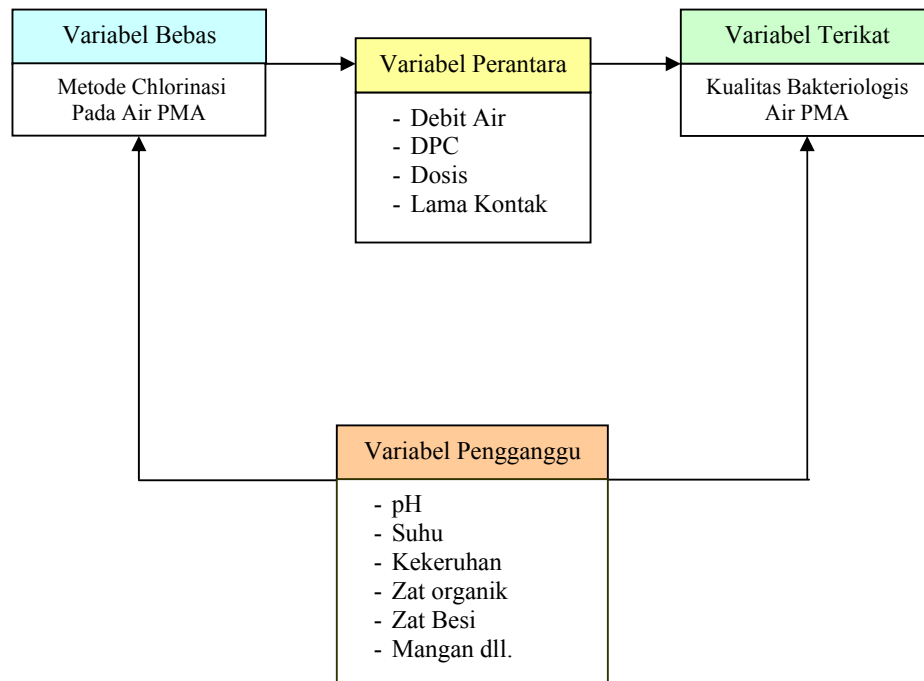 Variabel Bebas
Metode Chlorinasi
Pada Air PMA
Variabel Perantara
- Debit Air
- DPC
- Dosis
- Lama Kontak
Variabel Terikat
Kualitas Bakteriologis
Air PMA
Variabel Pengganggu
- pH
- Suhu
- Kekeruhan
- Zat organik
- Zat Besi
- Mangan dll.